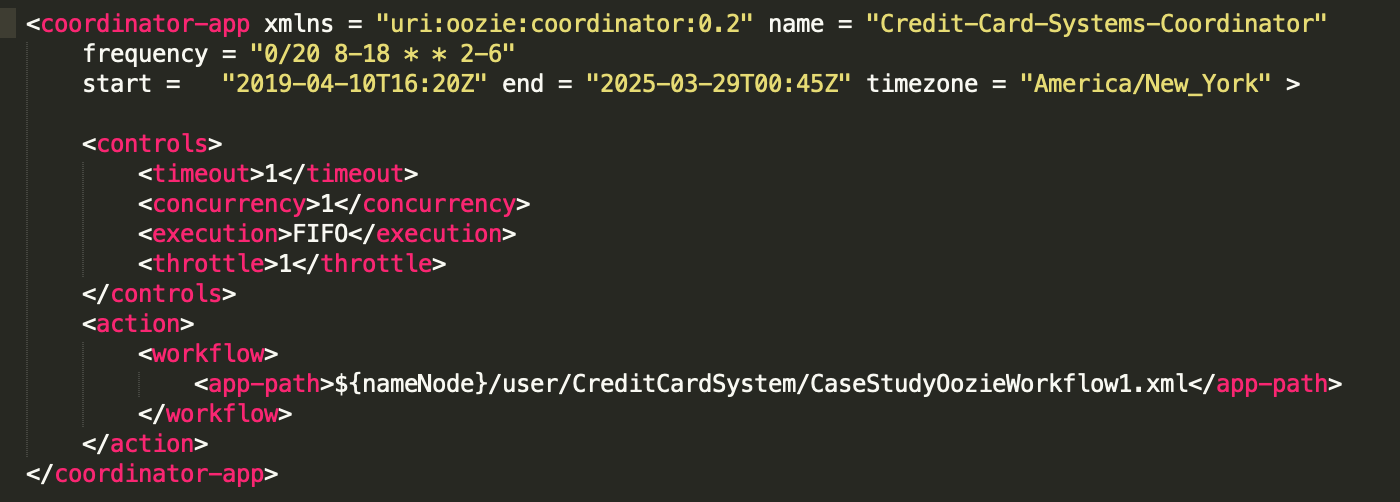 <coordinator-app xmlns = "uri:oozie:coordinator:0.2" name = "Credit-Card-Systems-Coordinator"
    frequency = "0/20 8-18 * * 2-6"
    start =   "2019-04-10T16:20Z" end = "2025-03-29T00:45Z" timezone = "America/New_York" >

    <controls>
        <timeout>1</timeout>
        <concurrency>1</concurrency>
        <execution>FIFO</execution>
        <throttle>1</throttle>
    </controls>
    <action>
        <workflow>
            <app-path>${nameNode}/user/CreditCardSystem/CaseStudyOozieWorkflow1.xml</app-path>
        </workflow>
    </action>
</coordinator-app>